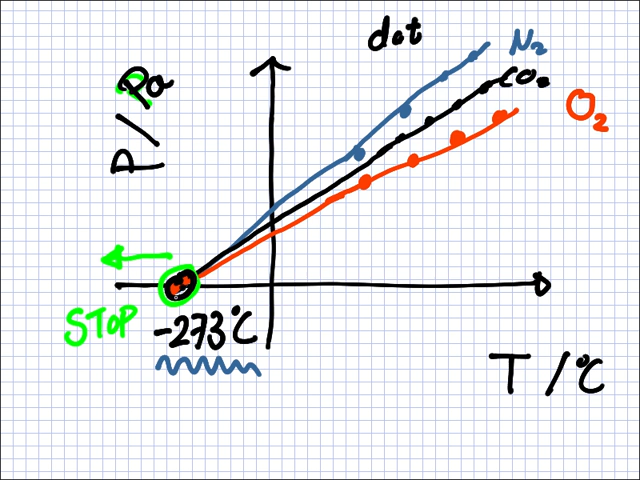 dot
N₂
CO₂
O₂
P / Pa
STOP
-273°C
T / °C